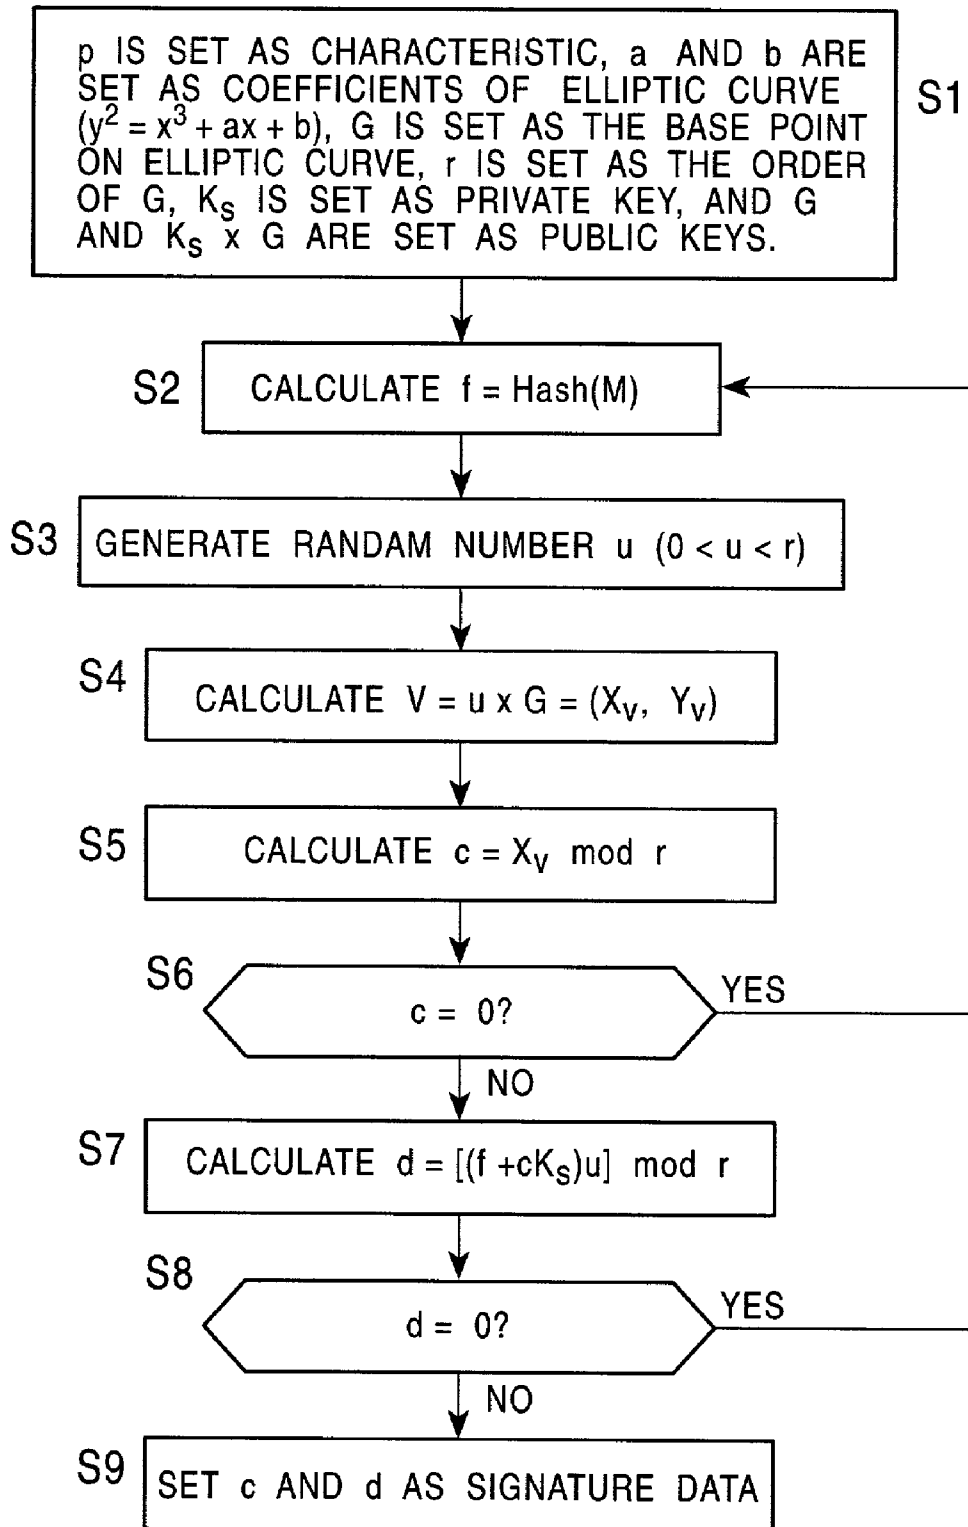 p IS SET AS CHARACTERISTIC, a AND b ARE
SET AS COEFFICIENTS OF ELLIPTIC CURVE
(y² = x³ + ax + b), G IS SET AS THE BASE POINT
ON ELLIPTIC CURVE, r IS SET AS THE ORDER
OF G, Kₛ IS SET AS PRIVATE KEY, AND G
AND Kₛ x G ARE SET AS PUBLIC KEYS.
S1
S2
CALCULATE f = Hash(M)
S3
GENERATE RANDAM NUMBER u (0 < u < r)
S4
CALCULATE V = u x G = (Xᵥ, Yᵥ)
S5
CALCULATE c = Xᵥ mod r
S6
c = 0?
YES
NO
S7
CALCULATE d = [(f +cKₛ)u] mod r
S8
d = 0?
YES
NO
S9
SET c AND d AS SIGNATURE DATA